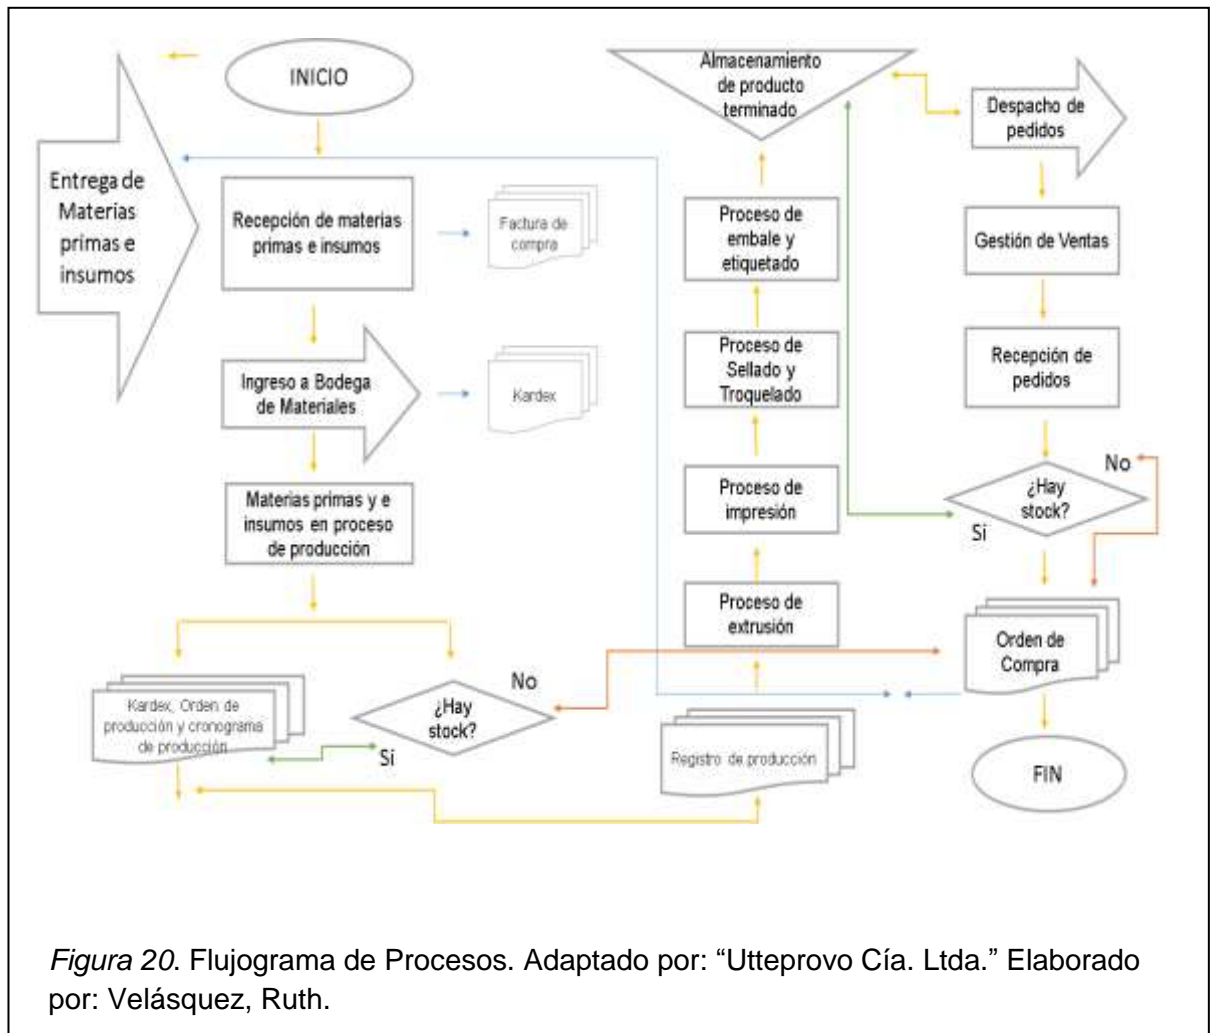 INICIO
Entrega de
Materias
primas e
insumos
Recepción de materias
primas e insumos
Factura de
compra
Ingreso a Bodega
de Materiales
Kardex
Materias primas y e
insumos en proceso
de producción
Kardex, Orden de
producción y cronograma
de producción
¿Hay
stock?
No
Sí
Registro de producción
Proceso de
extrusión
Proceso de
impresión
Proceso de
Sellado y
Troquelado
Proceso de
embale y
etiquetado
Almacenamiento
de producto
terminado
Despacho de
pedidos
Gestión de Ventas
Recepción de
pedidos
¿Hay
stock?
No
Sí
Orden de
Compra
FIN
Figura 20. Flujograma de Procesos. Adaptado por: “Utteprovo Cía. Ltda.” Elaborado
por: Velásquez, Ruth.